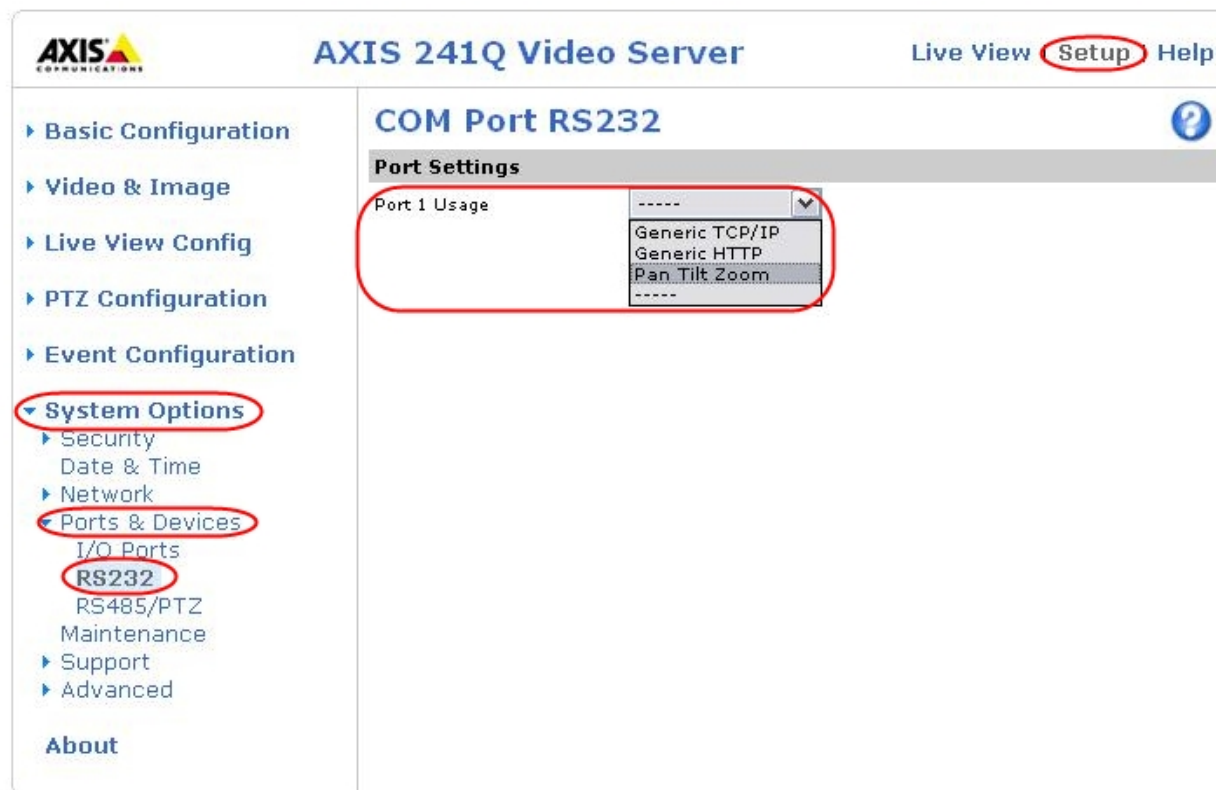 AXIS
COMMUNICATIONS
AXIS 241Q Video Server
Live View | Setup | Help
Basic Configuration
Video & Image
Live View Config
PTZ Configuration
Event Configuration
System Options
Security
Date & Time
Network
Ports & Devices
I/O Ports
RS232
RS485/PTZ
Maintenance
Support
Advanced
About
COM Port RS232
?
Port Settings
Port 1 Usage
-----
Generic TCP/IP
Generic HTTP
Pan Tilt Zoom
-----